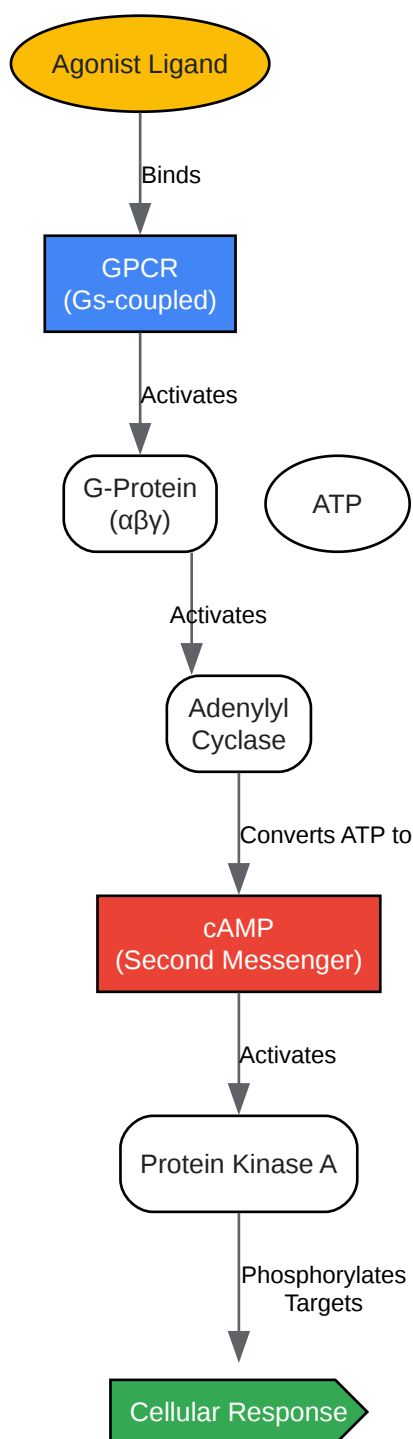 Agonist Ligand
Binds
GPCR
(Gs-coupled)
Activates
G-Protein
(αβγ)
ATP
Activates
Adenylyl
Cyclase
Converts ATP to
cAMP
(Second Messenger)
Activates
Protein Kinase A
Phosphorylates
Targets
Cellular Response